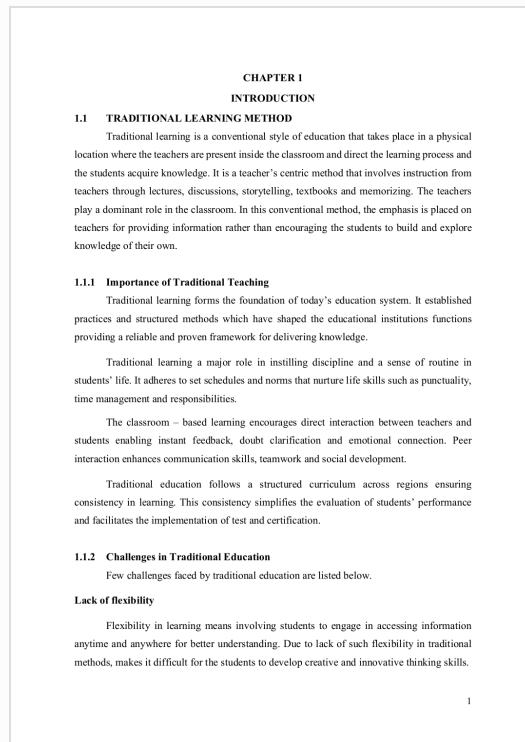 CHAPTER 1
INTRODUCTION
1.1 TRADITIONAL LEARNING METHOD
Traditional learning is a conventional style of education that takes place in a physical
location where the teachers are present inside the classroom and direct the learning process and
the students acquire knowledge. It is a teacher's centric method that involves instruction from
teachers through lectures, discussions, storytelling, textbooks and memorizing. The teachers
play a dominant role in the classroom. In this conventional method, the emphasis is placed on
teachers for providing information rather than encouraging the students to build and explore
knowledge of their own.
1.1.1 Importance of Traditional Teaching
Traditional learning forms the foundation of today's education system. It established
practices and structured methods which have shaped the educational institutions functions
providing a reliable and proven framework for delivering knowledge.
Traditional learning a major role in instilling discipline and a sense of routine in
students' life. It adheres to set schedules and norms that nurture life skills such as punctuality,
time management and responsibilities.
The classroom – based learning encourages direct interaction between teachers and
students enabling instant feedback, doubt clarification and emotional connection. Peer
interaction enhances communication skills, teamwork and social development.
Traditional education follows a structured curriculum across regions ensuring
consistency in learning. This consistency simplifies the evaluation of students' performance
and facilitates the implementation of test and certification.
1.1.2 Challenges in Traditional Education
Few challenges faced by traditional education are listed below.
Lack of flexibility
Flexibility in learning means involving students to engage in accessing information
anytime and anywhere for better understanding. Due to lack of such flexibility in traditional
methods, makes it difficult for the students to develop creative and innovative thinking skills.
1